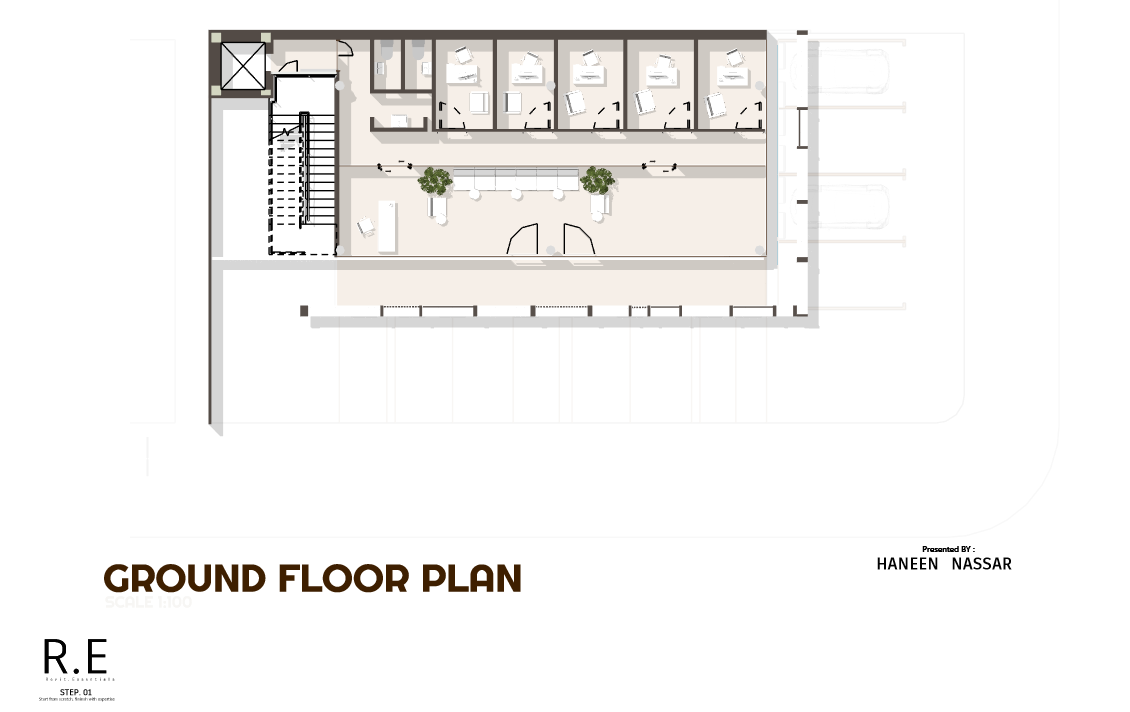 Presented BY :
HANEEN NASSAR
GROUND FLOOR PLAN
SCALE 1:100
R.E
Revit.Essentials
STEP. 01
Start from scratch, finish with expertise